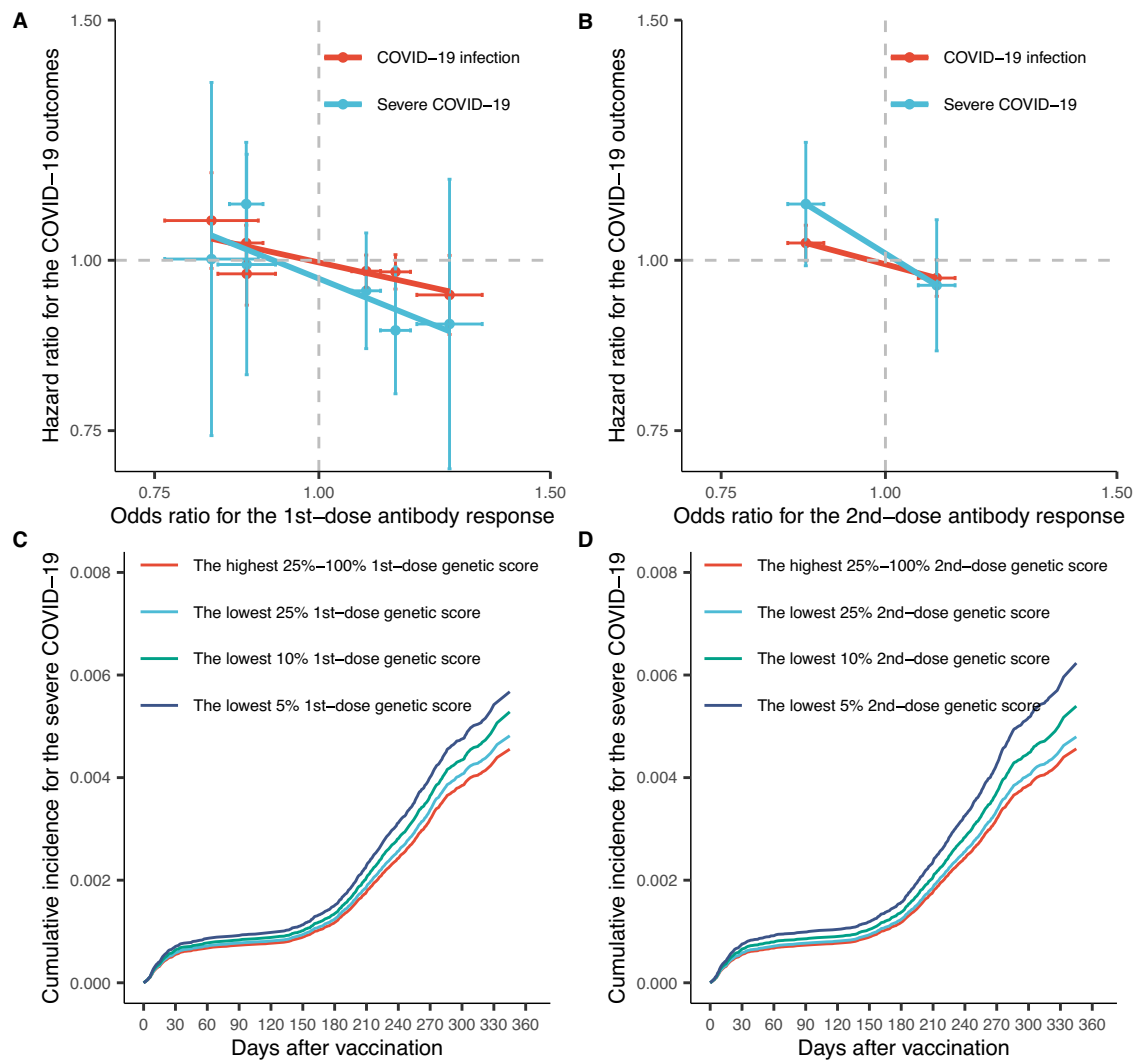 A
1.50
COVID−19 infection
Severe COVID−19
1.00
0.75
Hazard ratio for the COVID−19 outcomes
0.75
1.00
1.50
Odds ratio for the 1st−dose antibody response
B
1.50
COVID−19 infection
Severe COVID−19
1.00
0.75
Hazard ratio for the COVID−19 outcomes
0.75
1.00
1.50
Odds ratio for the 2nd−dose antibody response
C
0.008
The highest 25%−100% 1st−dose genetic score
The lowest 25% 1st−dose genetic score
The lowest 10% 1st−dose genetic score
The lowest 5% 1st−dose genetic score
0.006
0.004
0.002
0.000
Cumulative incidence for the severe COVID−19
0 30 60 90 120 150 180 210 240 270 300 330 360
Days after vaccination
D
0.008
The highest 25%−100% 2nd−dose genetic score
The lowest 25% 2nd−dose genetic score
The lowest 10% 2nd−dose genetic score
The lowest 5% 2nd−dose genetic score
0.006
0.004
0.002
0.000
Cumulative incidence for the severe COVID−19
0 30 60 90 120 150 180 210 240 270 300 330 360
Days after vaccination